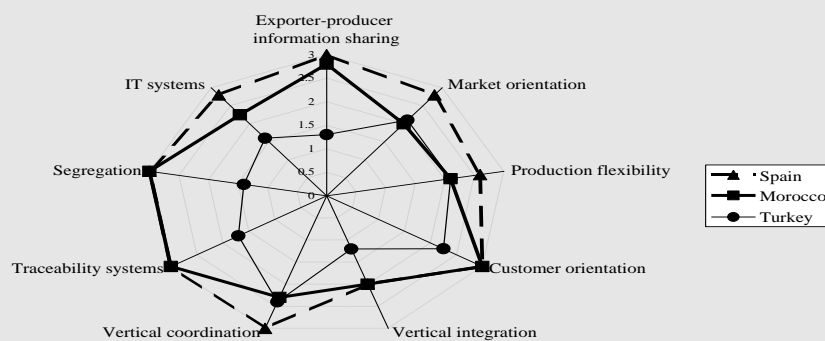 Exporter-producer
information sharing
3
2.5
2
1.5
1
0.5
0
IT systems
Market orientation
Segregation
Production flexibility
Traceability systems
Customer orientation
Vertical coordination
Vertical integration
Spain
Morocco
Turkey